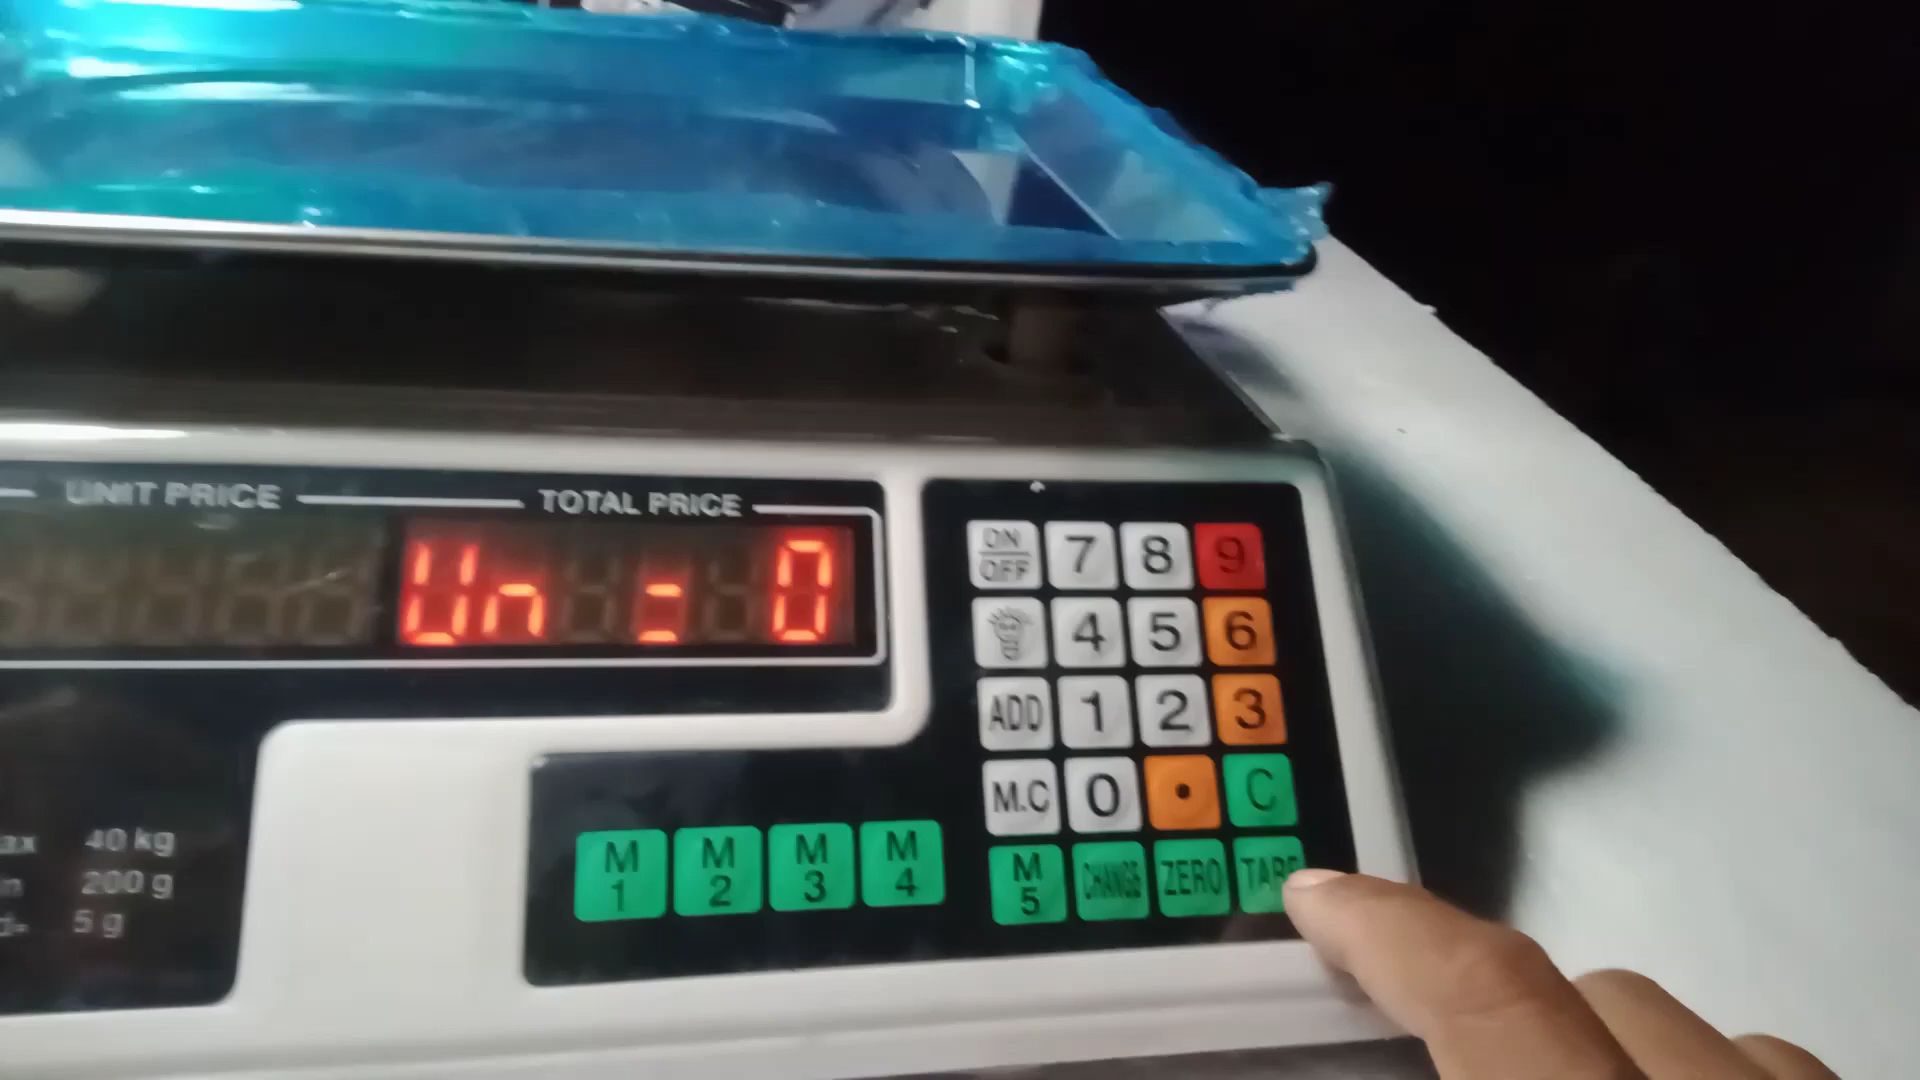 UNIT PRICE TOTAL PRICE
Un = 0
ON
OFF 7 8 9
4 5 6
ADD 1 2 3
M.C 0 . C
M
1
M
2
M
3
M
4
M
5
CHANGE ZERO
40 kg
200 g
5 g